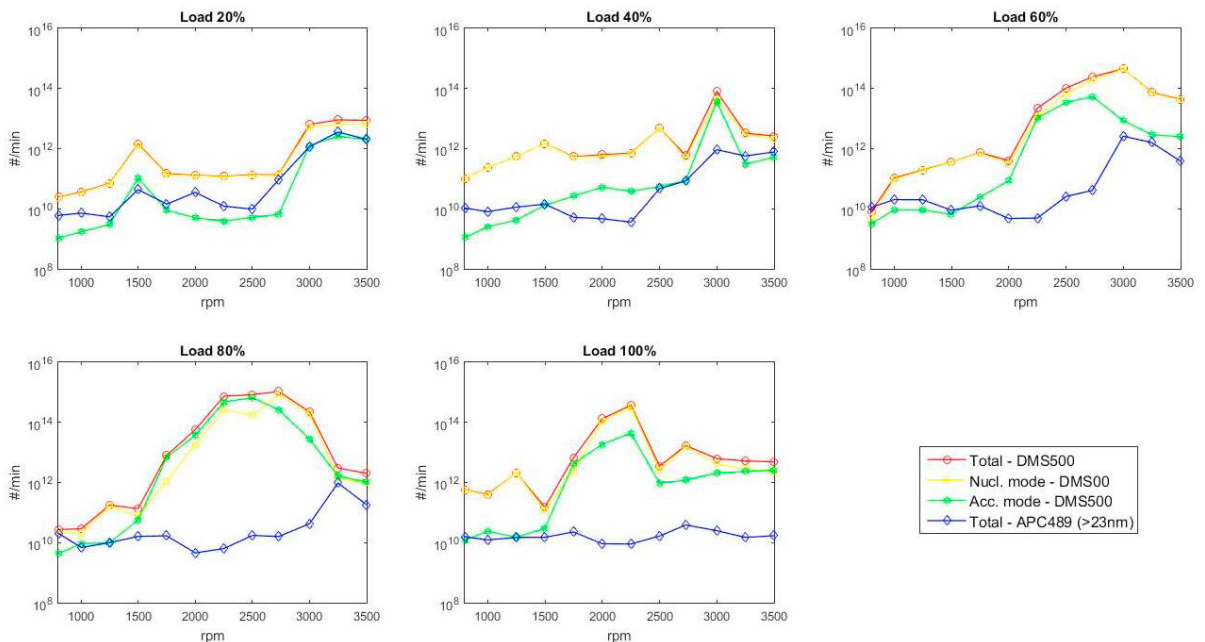 Load 20%
10^16
10^14
10^12
10^10
10^8
#/min
1000 1500 2000 2500 3000 3500
rpm
Load 40%
10^16
10^14
10^12
10^10
10^8
#/min
1000 1500 2000 2500 3000 3500
rpm
Load 60%
10^16
10^14
10^12
10^10
10^8
#/min
1000 1500 2000 2500 3000 3500
rpm
Load 80%
10^16
10^14
10^12
10^10
10^8
#/min
1000 1500 2000 2500 3000 3500
rpm
Load 100%
10^16
10^14
10^12
10^10
10^8
#/min
1000 1500 2000 2500 3000 3500
rpm
Total - DMS500
Nucl. mode - DMS00
Acc. mode - DMS500
Total - APC489 (>23nm)